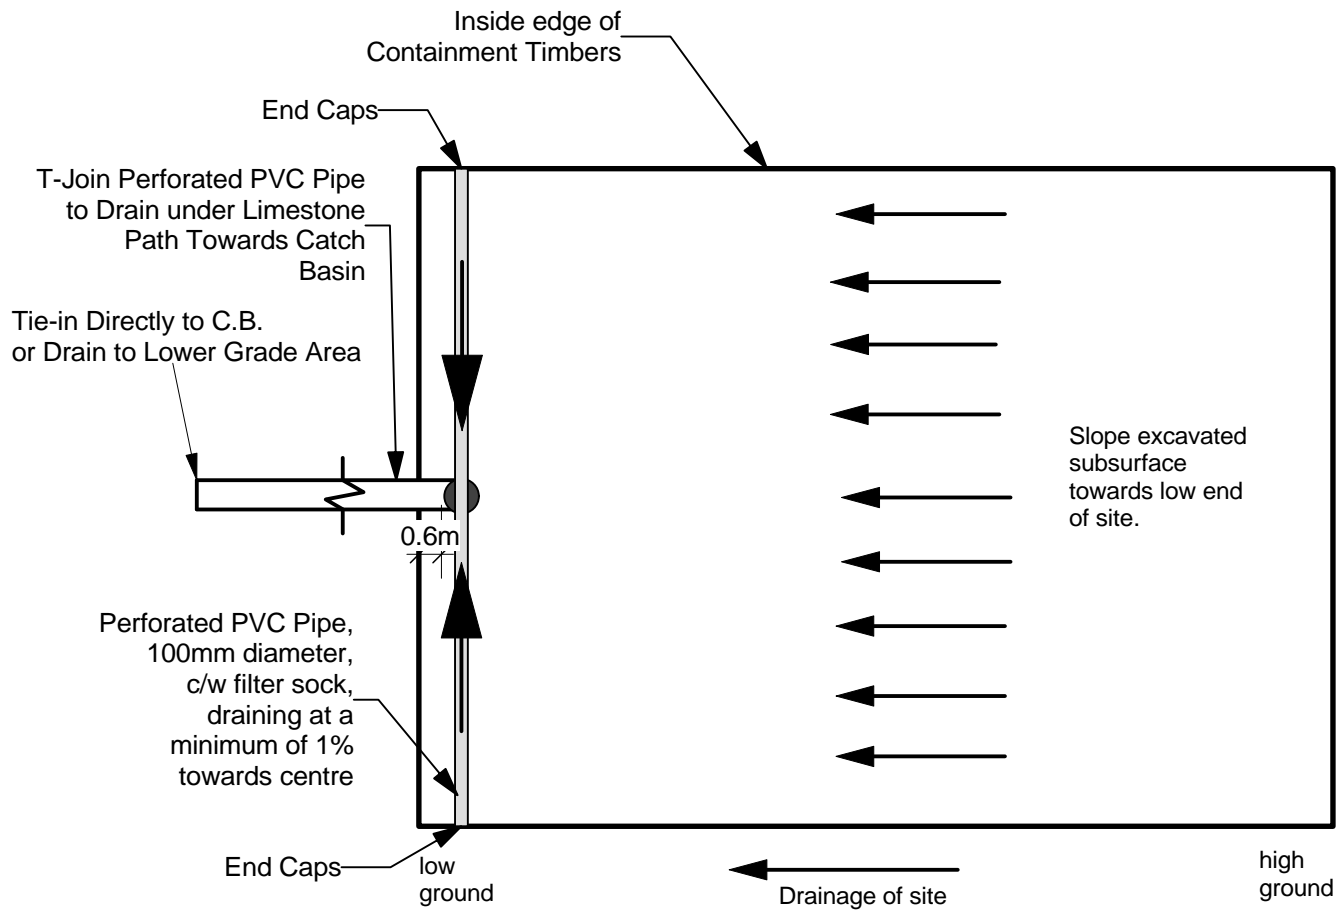 Inside edge of
Containment Timbers
End Caps
T-Join Perforated PVC Pipe
to Drain under Limestone
Path Towards Catch
Basin
Tie-in Directly to C.B.
or Drain to Lower Grade Area
Slope excavated
subsurface
towards low end
of site.
0.6m
Perforated PVC Pipe,
100mm diameter,
c/w filter sock,
draining at a
minimum of 1%
towards centre
End Caps
low
ground
Drainage of site
high
ground